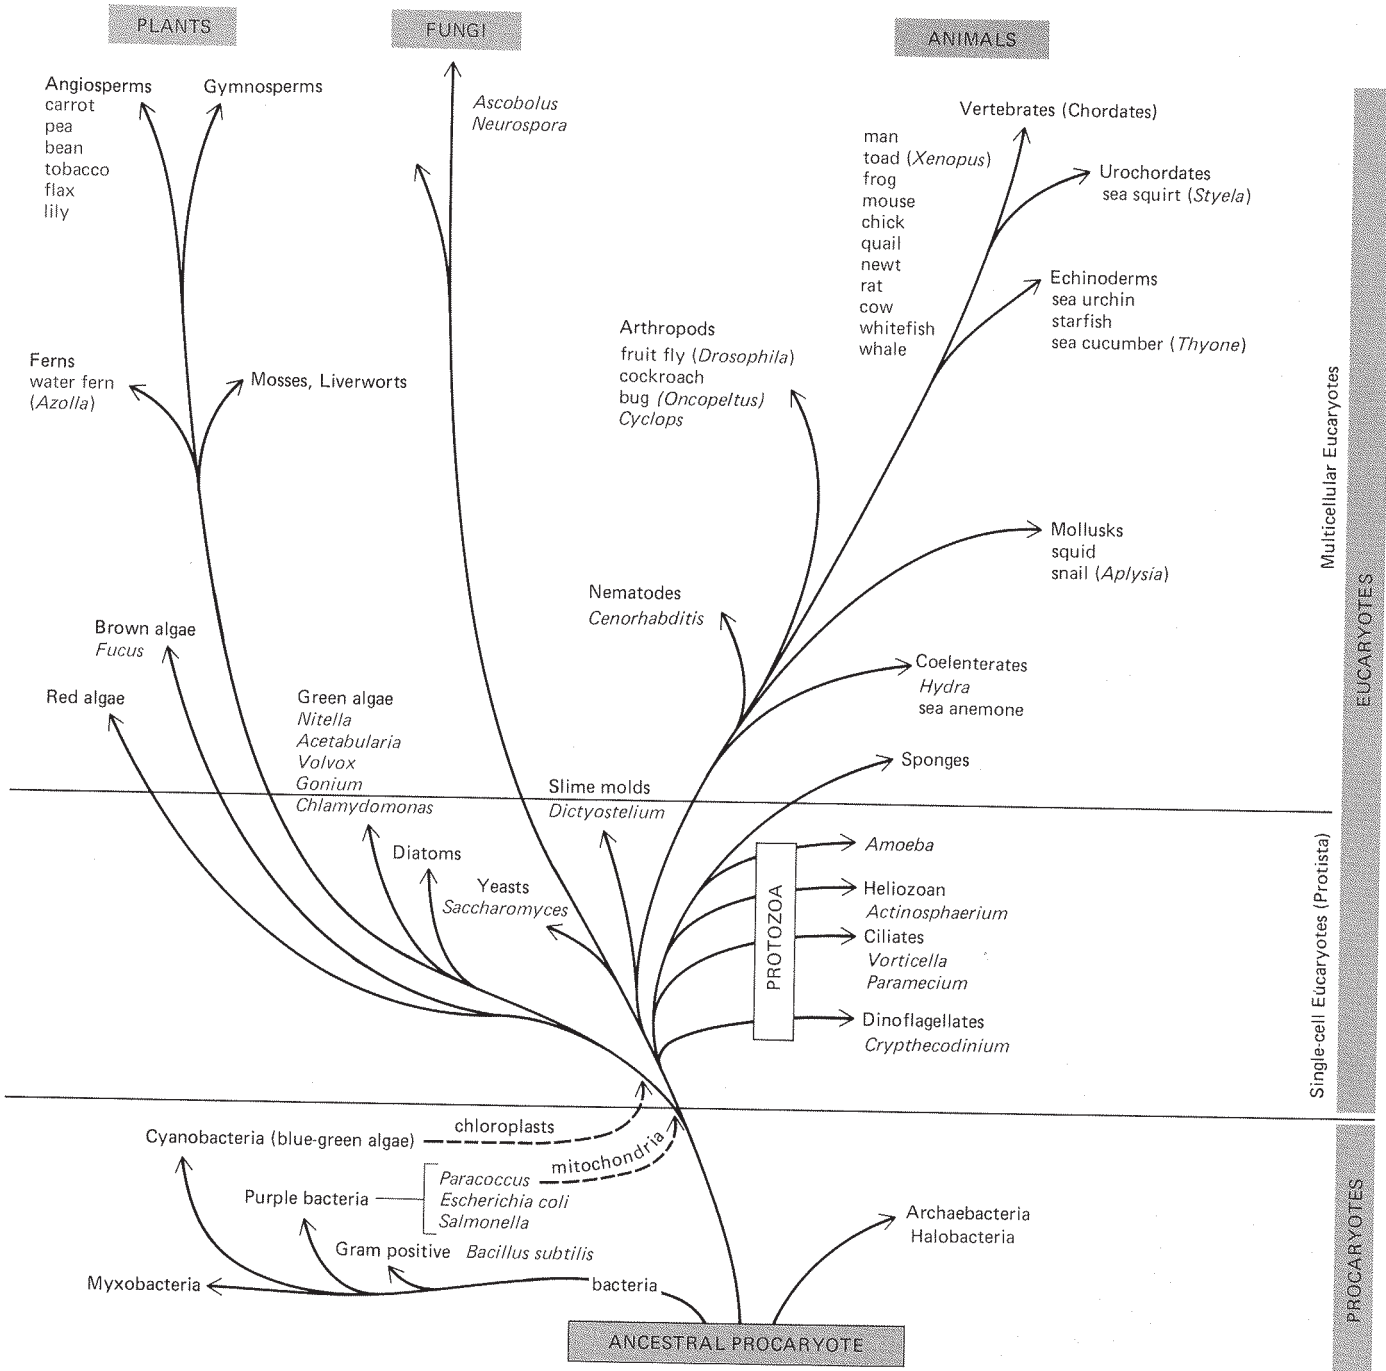 PLANTS
FUNGI
ANIMALS
Angiosperms
carrot
pea
bean
tobacco
flax
lily
Gymnosperms
Ascobolus
Neurospora
Vertebrates (Chordates)
man
toad (Xenopus)
frog
mouse
chick
quail
newt
rat
cow
whitefish
whale
Urochordates
sea squirt (Styela)
Echinoderms
sea urchin
starfish
sea cucumber (Thyone)
Arthropods
fruit fly (Drosophila)
cockroach
bug (Oncopeltus)
Cyclops
Ferns
water fern
(Azolla)
Mosses, Liverworts
Mollusks
squid
snail (Aplysia)
Nematodes
Cenorhabditis
Brown algae
Fucus
Red algae
Green algae
Nitella
Acetabularia
Volvox
Gonium
Chlamydomonas
Coelenterates
Hydra
sea anemone
Sponges
Slime molds
Dictyostelium
Diatoms
Yeasts
Saccharomyces
PROTOZOA
Amoeba
Heliozoan
Actinosphaerium
Ciliates
Vorticella
Paramecium
Dinoflagellates
Crypthecodinium
Multicellular Eucaryotes
EUCARYOTES
Single-cell Eucaryotes (Protista)
PROCARYOTES
Cyanobacteria (blue-green algae)
chloroplasts
mitochondria
Purple bacteria
Paracoccus
Escherichia coli
Salmonella
Gram positive Bacillus subtilis
Myxobacteria
bacteria
Archaebacteria
Halobacteria
ANCESTRAL PROCARYOTE